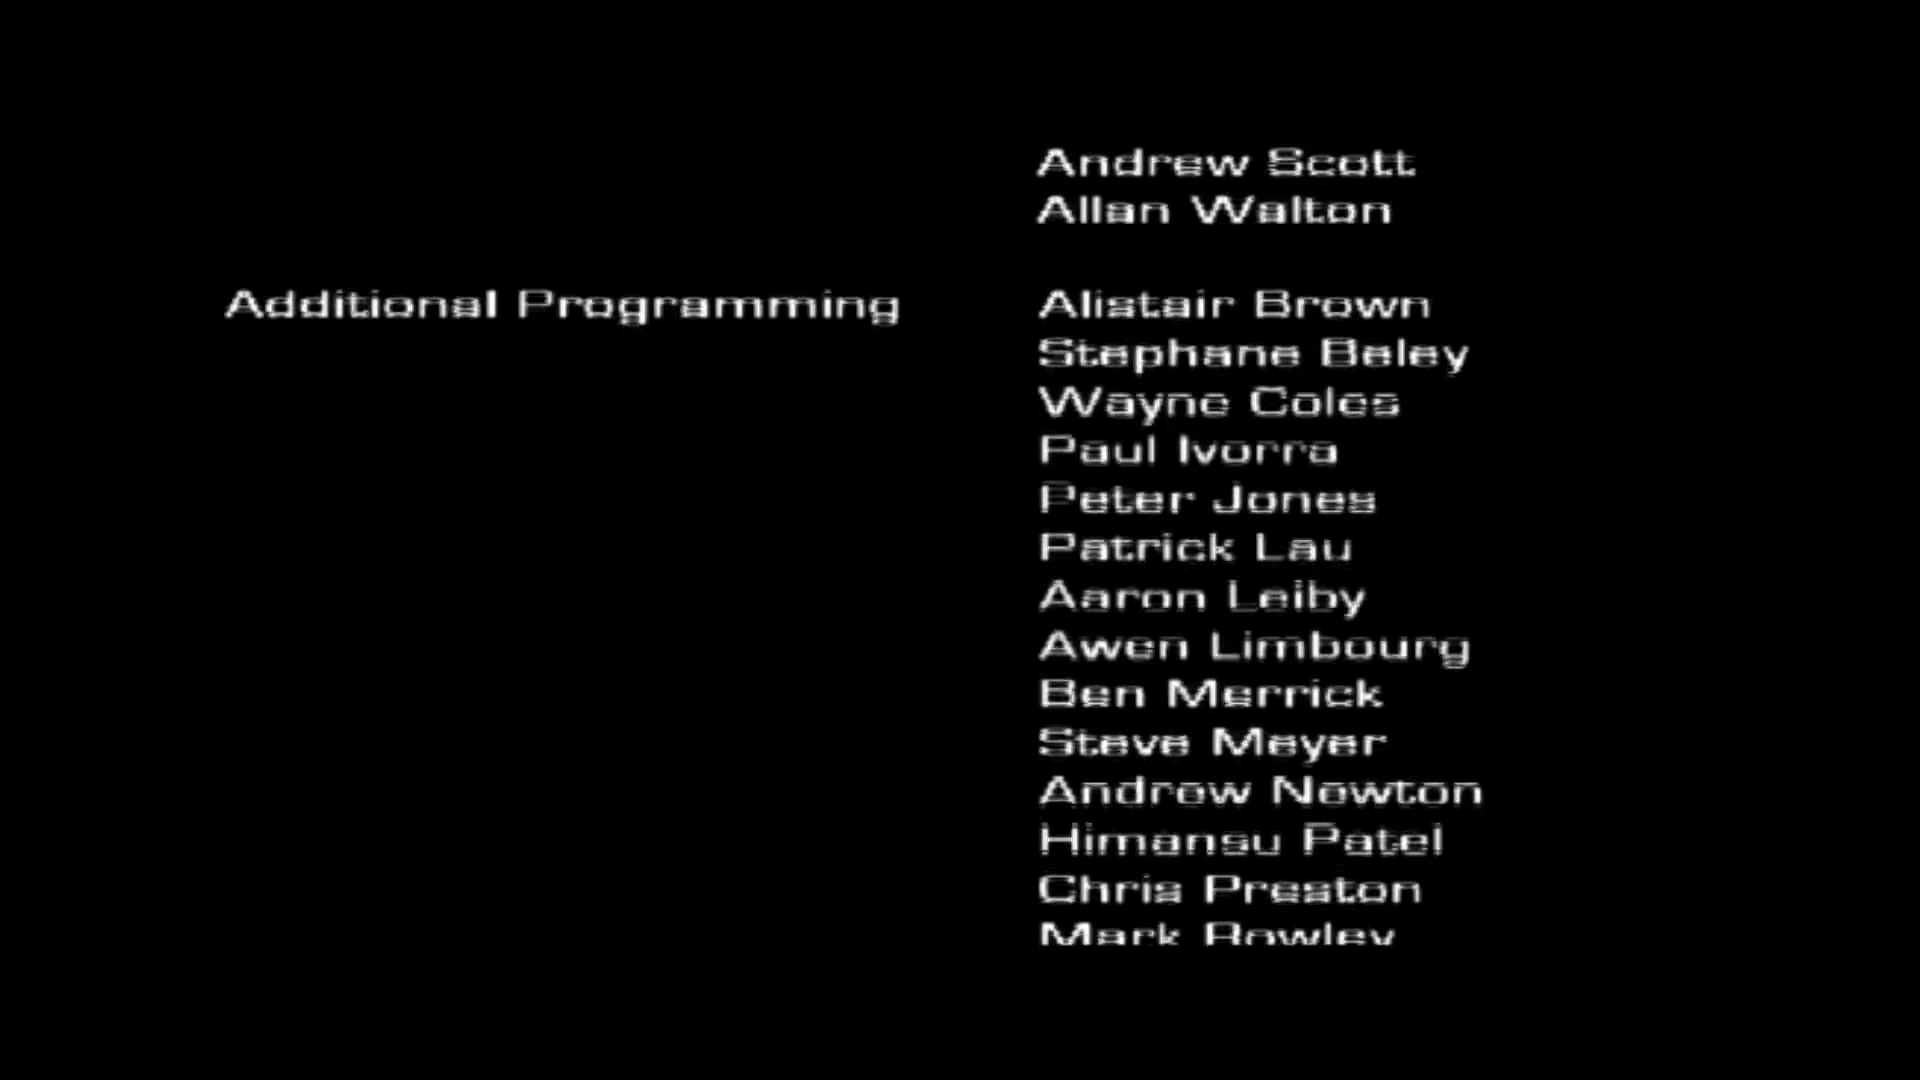 Andrew Scott
Allan Walton
Additional Programming Alistair Brown
Stephane Beley
Wayne Coles
Paul Ivorra
Peter Jones
Patrick Lau
Aaron Leiby
Awen Limbourg
Ben Merrick
Steve Meyer
Andrew Newton
Himansu Patel
Chris Preston
Mark Rowley